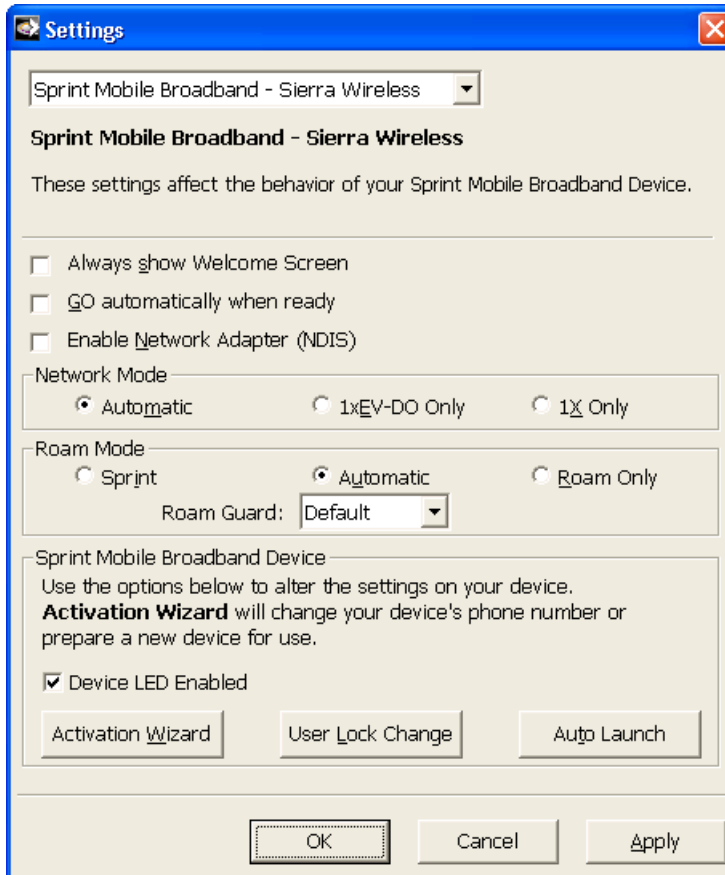 Settings
Sprint Mobile Broadband - Sierra Wireless
Sprint Mobile Broadband - Sierra Wireless
These settings affect the behavior of your Sprint Mobile Broadband Device.
Always show Welcome Screen
GO automatically when ready
Enable Network Adapter (NDIS)
Network Mode
Automatic 1xEV-DO Only 1X Only
Roam Mode
Sprint Automatic Roam Only
Roam Guard: Default
Sprint Mobile Broadband Device
Use the options below to alter the settings on your device.
Activation Wizard will change your device's phone number or
prepare a new device for use.
Device LED Enabled
Activation Wizard User Lock Change Auto Launch
OK Cancel Apply